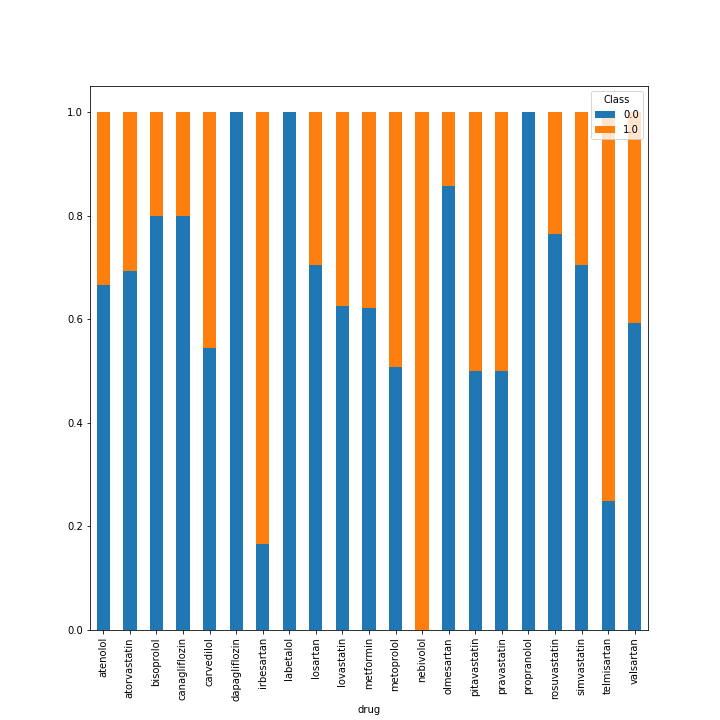 Class
0.0
1.0
1.0
0.8
0.6
0.4
0.2
0.0
atenolol
atorvastatin
bisoprolol
canagliflozin
carvedilol
dapagliflozin
irbesartan
labetalol
losartan
lovastatin
metformin
metoprolol
nebivolol
olmesartan
pitavastatin
pravastatin
propranolol
rosuvastatin
simvastatin
telmisartan
valsartan
drug